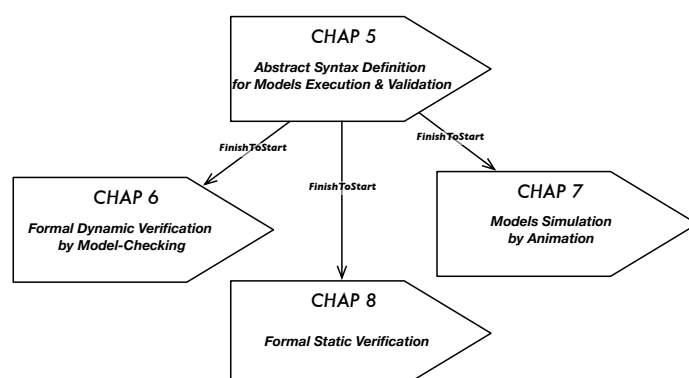 CHAP 5
Abstract Syntax Definition
for Models Execution & Validation
FinishToStart
FinishToStart
FinishToStart
CHAP 6
Formal Dynamic Verification
by Model-Checking
CHAP 7
Models Simulation
by Animation
CHAP 8
Formal Static Verification